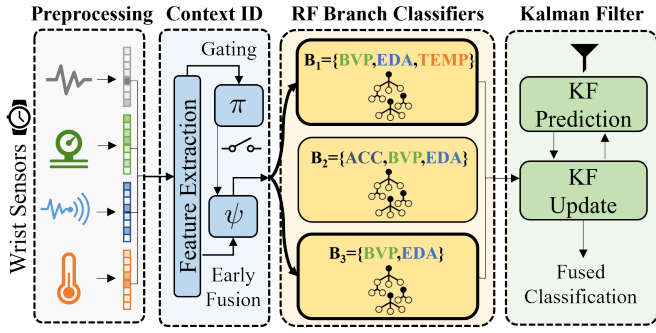 Preprocessing
Context ID
RF Branch Classifiers
Kalman Filter
Wrist Sensors
Gating
π
Feature Extraction
ψ
Early
Fusion
B1={BVP,EDA,TEMP}
B2={ACC,BVP,EDA}
B3={BVP,EDA}
KF
Prediction
KF
Update
Fused
Classification